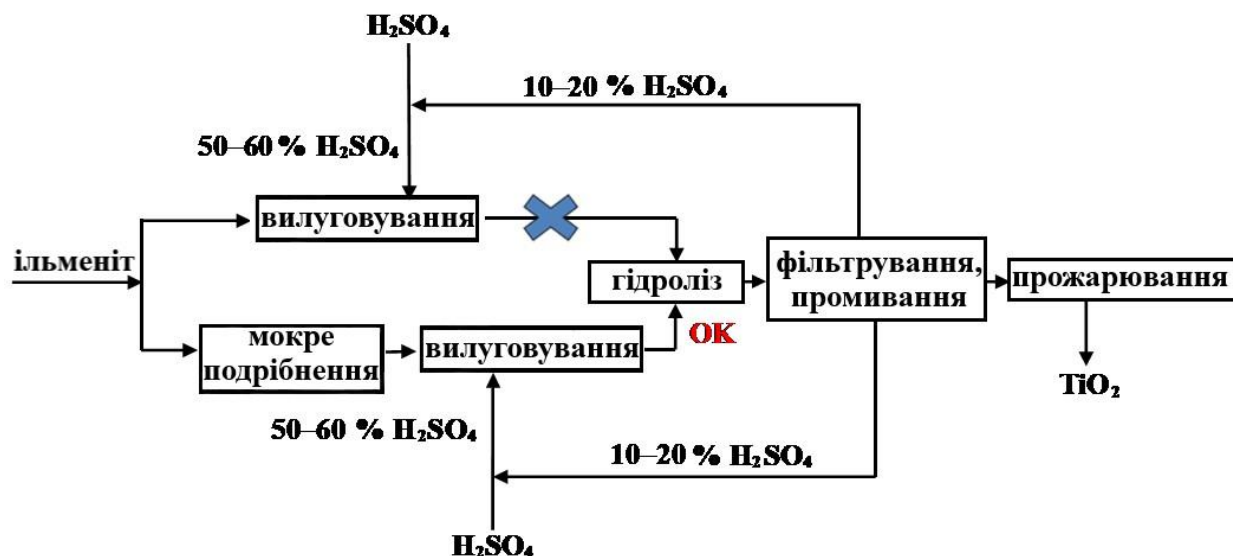 H₂SO₄
10–20 % H₂SO₄
50–60 % H₂SO₄
вилуговування
ільменіт
гідроліз
фільтрування,
промивання
прожарювання
OK
мокре
подрібнення
вилуговування
TiO₂
50–60 % H₂SO₄
10–20 % H₂SO₄
H₂SO₄